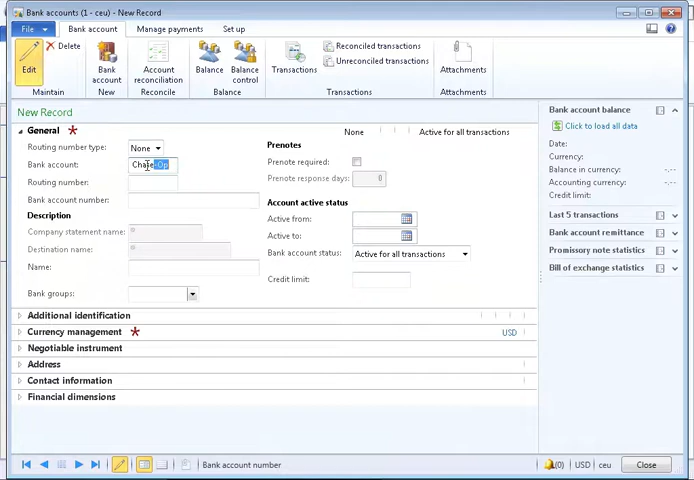 Bank accounts (1 - ceu) - New Record
File
Bank account
Manage payments
Set up
Edit
Delete
Maintain
Bank account
New
Account reconciliation
Reconcile
Balance
Balance control
Balance
Transactions
Reconciled transactions
Unreconciled transactions
Transactions
Attachments
Attachments
New Record
General
None
Active for all transactions
Routing number type:
None
Bank account:
Chase-Op
Routing number:
Bank account number:
Description
Company statement name:
Destination name:
Name:
Bank groups:
Prenotes
Prenote required:
Prenote response days:
0
Account active status
Active from:
Active to:
Bank account status:
Active for all transactions
Credit limit:
Additional identification
Currency management
USD
Negotiable instrument
Address
Contact information
Financial dimensions
Bank account balance
Click to load all data
Date:
Currency:
Balance in currency:
-.--
Accounting currency:
-.--
Credit limit:
Last 5 transactions
Bank account remittance
Promissory note statistics
Bill of exchange statistics
Bank account number
(0)
USD
ceu
Close